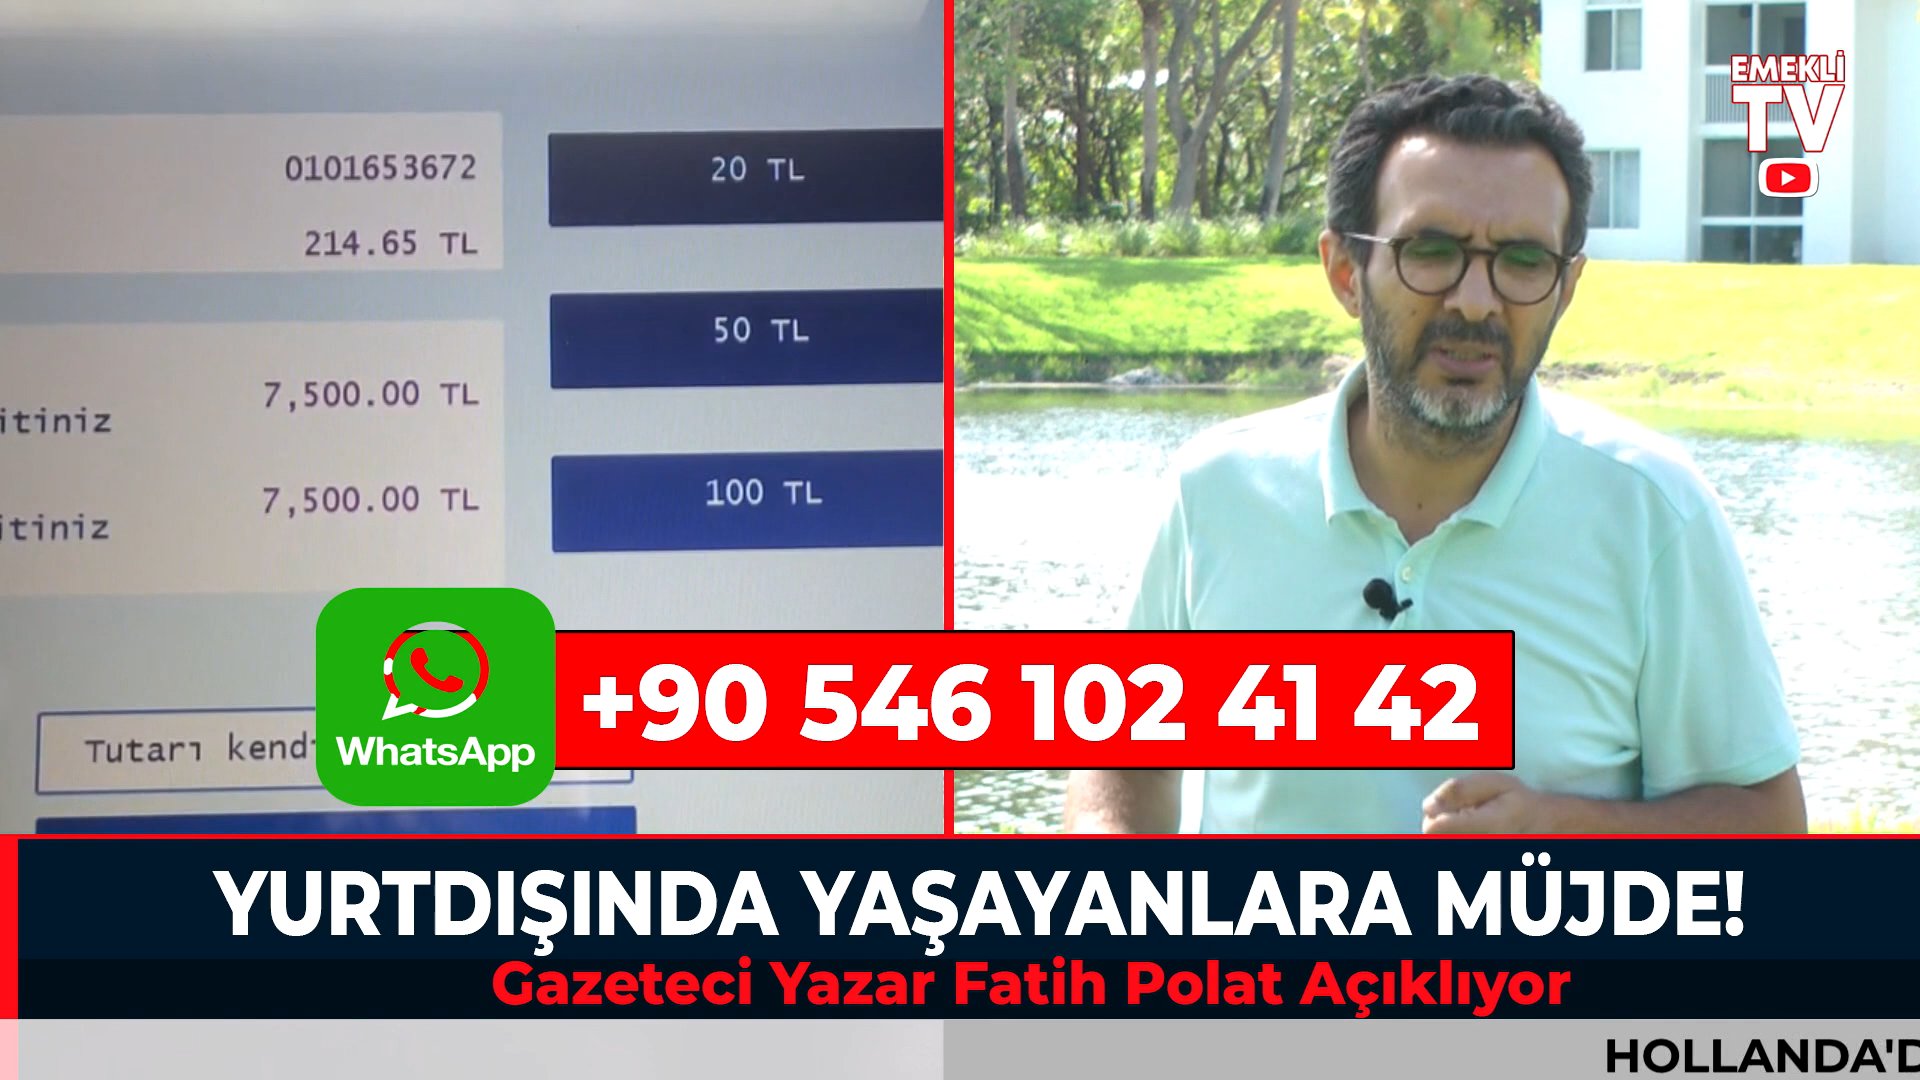 0101653672
214.65 TL
7,500.00 TL
itiniz
7,500.00 TL
itiniz
20 TL
50 TL
100 TL
Tutarı kendi
EMEKLİ
TV
WhatsApp
+90 546 102 41 42
YURTDIŞINDA YAŞAYANLARA MÜJDE!
Gazeteci Yazar Fatih Polat Açıklıyor
HOLLANDA'D